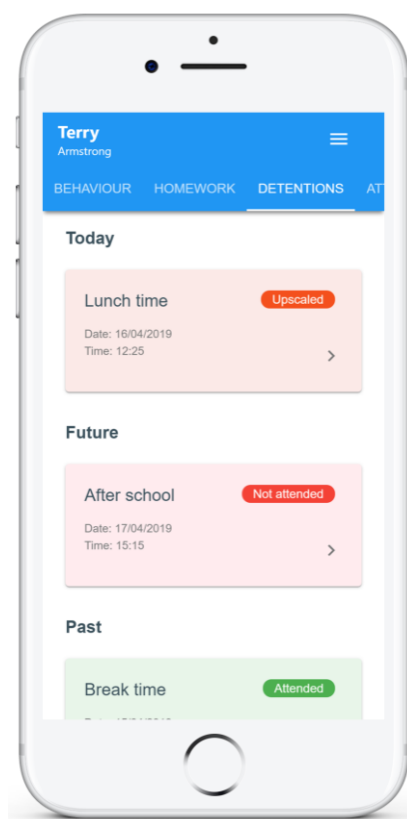 Terry
Armstrong
BEHAVIOUR HOMEWORK DETENTIONS AT
Today
Lunch time Upscaled
Date: 16/04/2019
Time: 12:25
Future
After school Not attended
Date: 17/04/2019
Time: 15:15
Past
Break time Attended